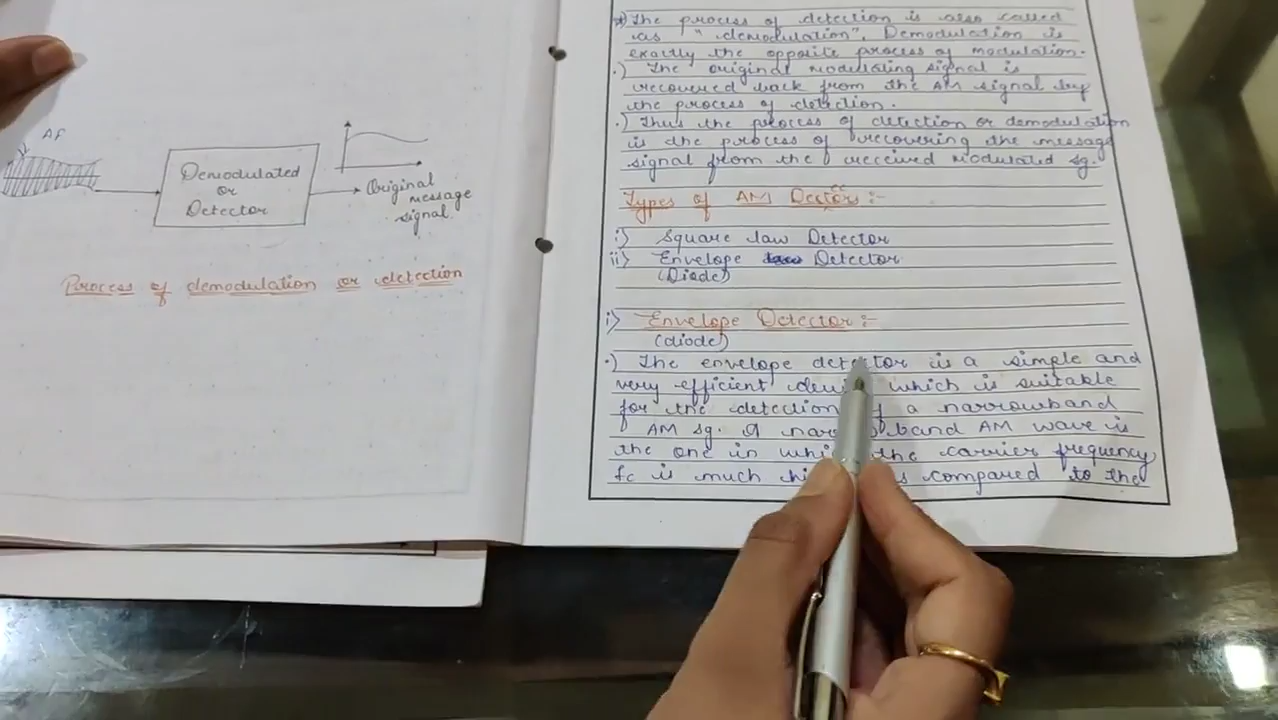 AF
Demodulated
or
Detector
Original
message
signal.
Process of demodulation or detection
The process of detection is also called
as "demodulation". Demodulation is
exactly the opposite process of modulation.
.) The original modulating signal is
recovered back from the AM signal by
the process of detection.
.) Thus the process of detection or demodulation
is the process of recovering the message
signal from the received modulated sg.
Types of AM :-
i) Square law Detector
ii) Envelope Detector
(Diode)
i) Envelope Detector :-
(diode)
.) The envelope detector is a simple and
very efficient which is suitable
for the detection a narrowband
AM sg. A band AM wave is
the one in the carrier frequency
fc is much compared to the